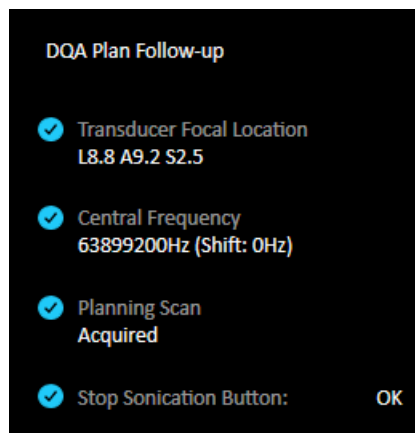 DQA Plan Follow-up
Transducer Focal Location
L8.8 A9.2 S2.5
Central Frequency
63899200Hz (Shift: 0Hz)
Planning Scan
Acquired
Stop Sonication Button: OK